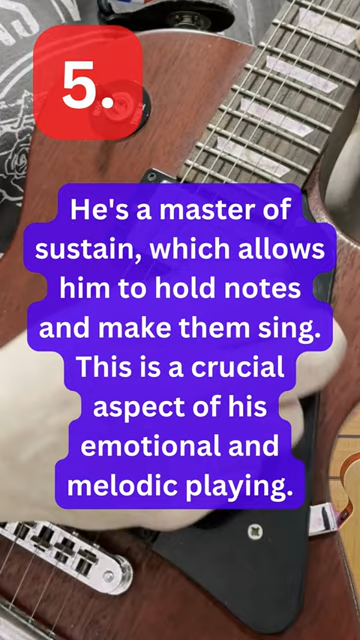 5.
He's a master of
sustain, which allows
him to hold notes
and make them sing.
This is a crucial
aspect of his
emotional and
melodic playing.